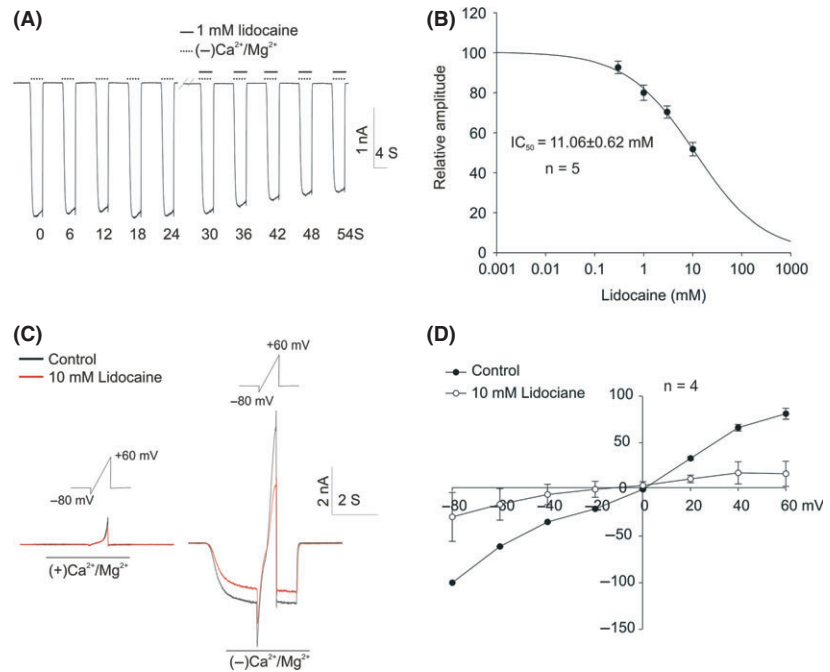 (A)
1 mM lidocaine
(−)Ca²⁺/Mg²⁺
1 nA
4 S
0 6 12 18 24 30 36 42 48 54S
(B)
Relative amplitude
120
100
80
60
40
20
0
IC₅₀ = 11.06±0.62 mM
n = 5
0.001 0.01 0.1 1 10 100 1000
Lidocaine (mM)
(C)
Control
10 mM Lidocaine
+60 mV
−80 mV
+60 mV
−80 mV
2 nA
2 S
(+)Ca²⁺/Mg²⁺
(−)Ca²⁺/Mg²⁺
(D)
Control
10 mM Lidociane
n = 4
100
50
0
−50
−100
−150
−80 −60 −40 −20 0 20 40 60 mV